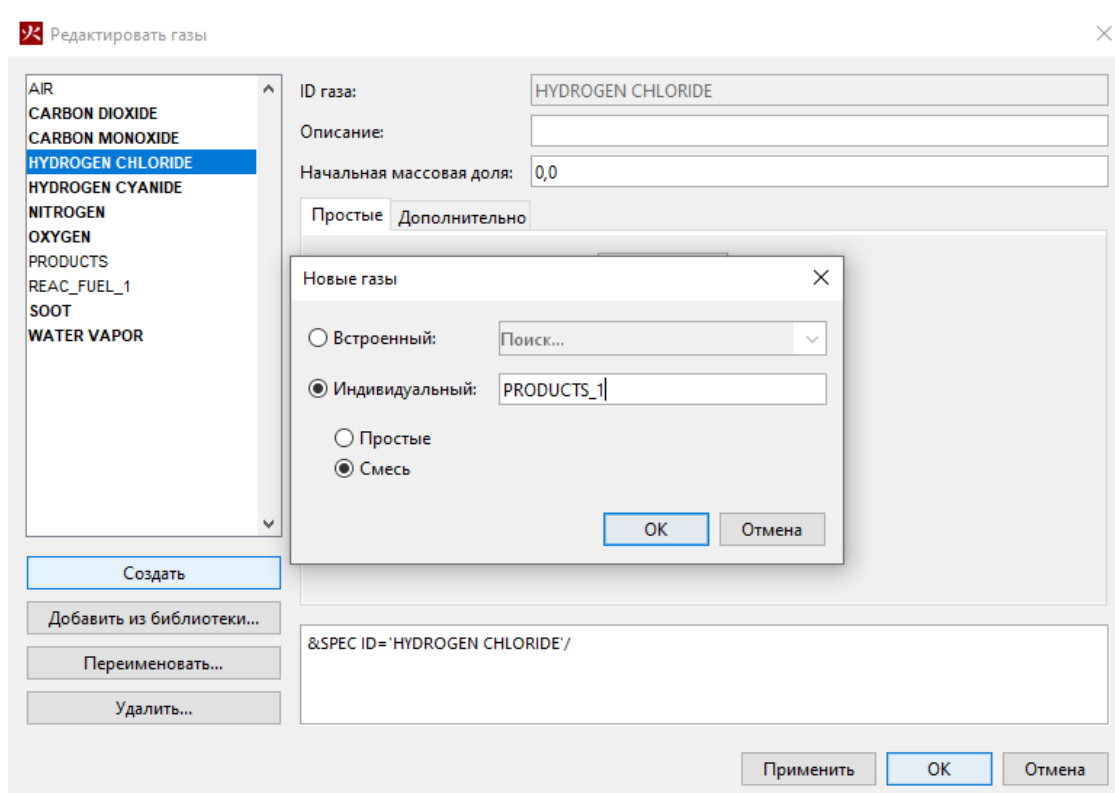 Редактировать газы
AIR
CARBON DIOXIDE
CARBON MONOXIDE
HYDROGEN CHLORIDE
HYDROGEN CYANIDE
NITROGEN
OXYGEN
PRODUCTS
REAC_FUEL_1
SOOT
WATER VAPOR
ID газа: HYDROGEN CHLORIDE
Описание:
Начальная массовая доля: 0,0
Простые Дополнительно
Новые газы
Встроенный: Поиск...
Индивидуальный: PRODUCTS_1
Простые
Смесь
OK Отмена
Создать
Добавить из библиотеки...
Переименовать...
Удалить...
&SPEC ID='HYDROGEN CHLORIDE'/
Применить OK Отмена